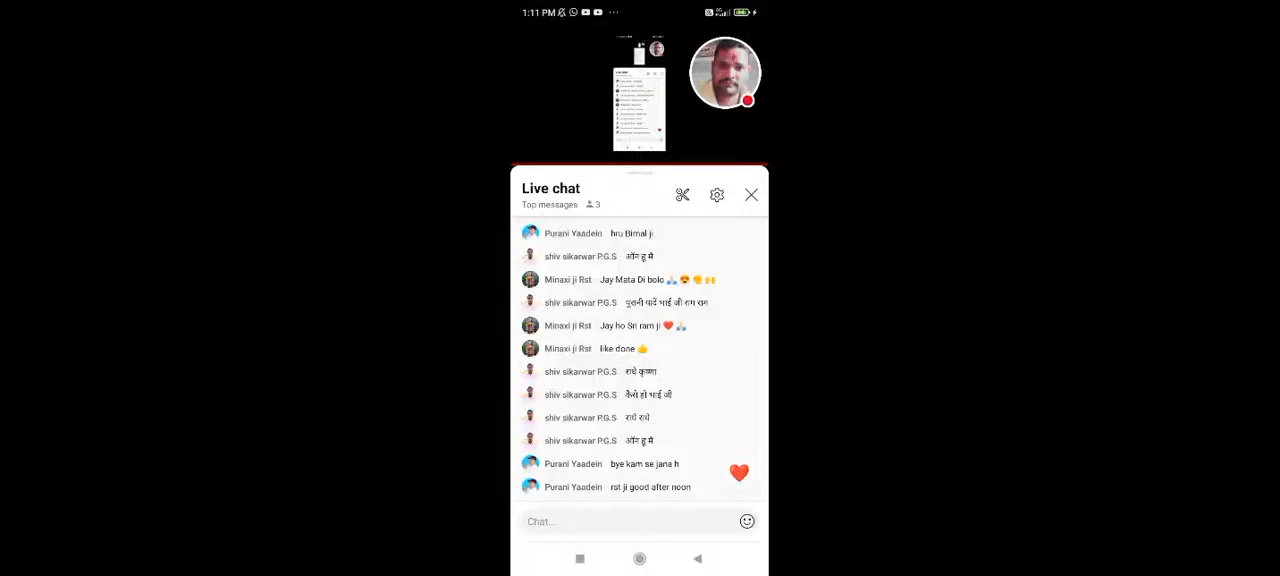 1:11 PM
Live chat
Top messages 3
Purani Yaadein hru Bimal ji
shiv sikarwar P.G.S ऑन हू मै
Minaxi ji Rst Jay Mata Di bolo 🙏🏻😍👏🙌
shiv sikarwar P.G.S पुरानी यादें भाई जी राम राम
Minaxi ji Rst Jay ho Sri ram ji ❤️🙏🏻
Minaxi ji Rst like done 👍
shiv sikarwar P.G.S राधे कृष्णा
shiv sikarwar P.G.S कैसे हो भाई जी
shiv sikarwar P.G.S राधे राधे
shiv sikarwar P.G.S ऑन हू मै
Purani Yaadein bye kam se jana h
Purani Yaadein rst ji good after noon
Chat...